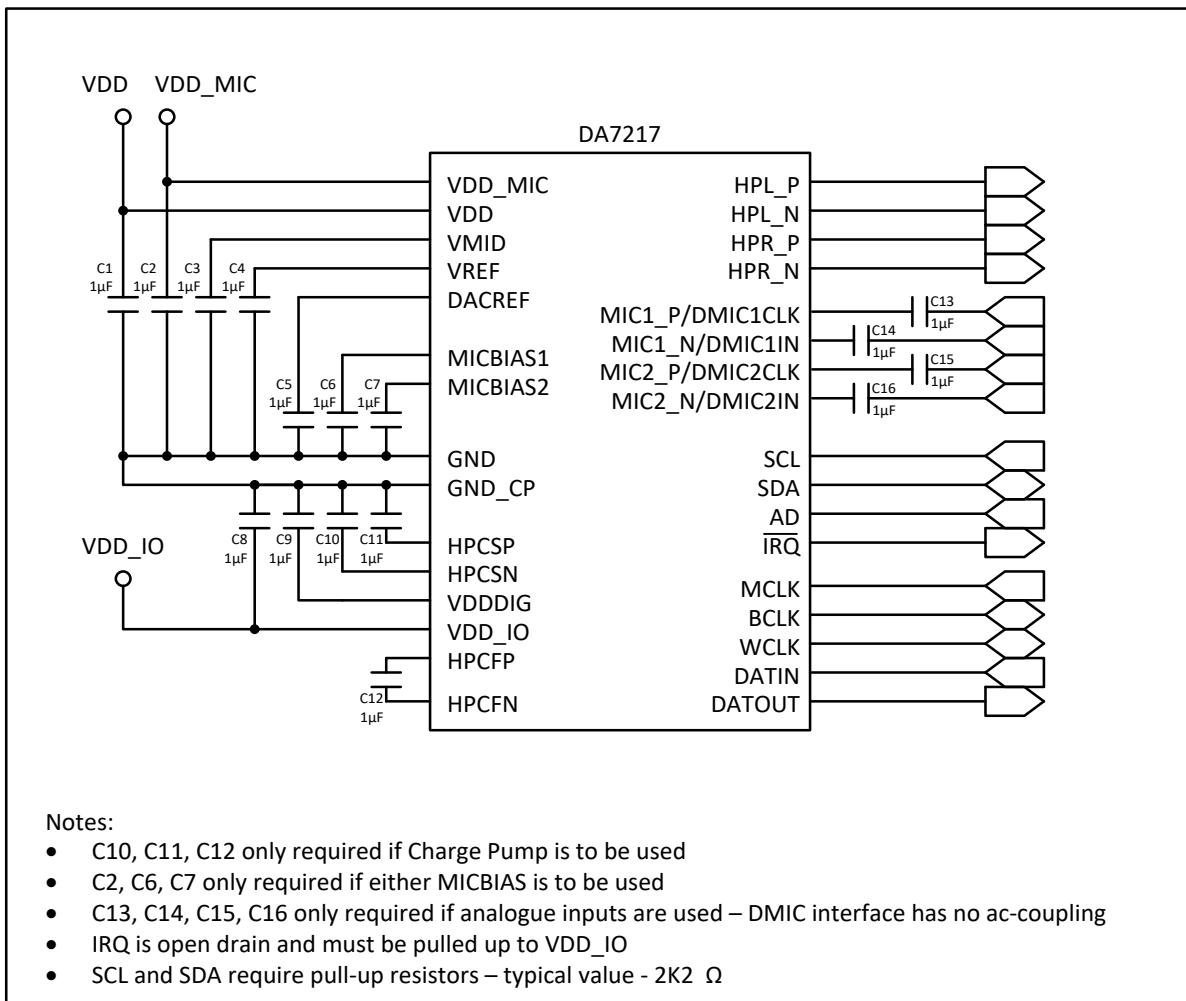 VDD VDD_MIC
DA7217
VDD_MIC HPL_P
VDD HPL_N
VMID HPR_P
C1 C2 C3 C4
1µF 1µF 1µF 1µF
VREF HPR_N
DACREF
MIC1_P/DMIC1CLK C13
1µF
MIC1_N/DMIC1IN C14
1µF
MICBIAS1 MIC2_P/DMIC2CLK C15
1µF
MICBIAS2 MIC2_N/DMIC2IN C16
1µF
C5 C6 C7
1µF 1µF 1µF
GND SCL
GND_CP SDA
AD
C8 C9 C10 C11
1µF 1µF 1µF 1µF
VDD_IO
HPCSP IRQ
HPCSN
MCLK
VDDDIG BCLK
VDD_IO WCLK
HPCFP DATIN
C12
1µF
HPCFN DATOUT
Notes:
• C10, C11, C12 only required if Charge Pump is to be used
• C2, C6, C7 only required if either MICBIAS is to be used
• C13, C14, C15, C16 only required if analogue inputs are used – DMIC interface has no ac-coupling
• IRQ is open drain and must be pulled up to VDD_IO
• SCL and SDA require pull-up resistors – typical value - 2K2 Ω